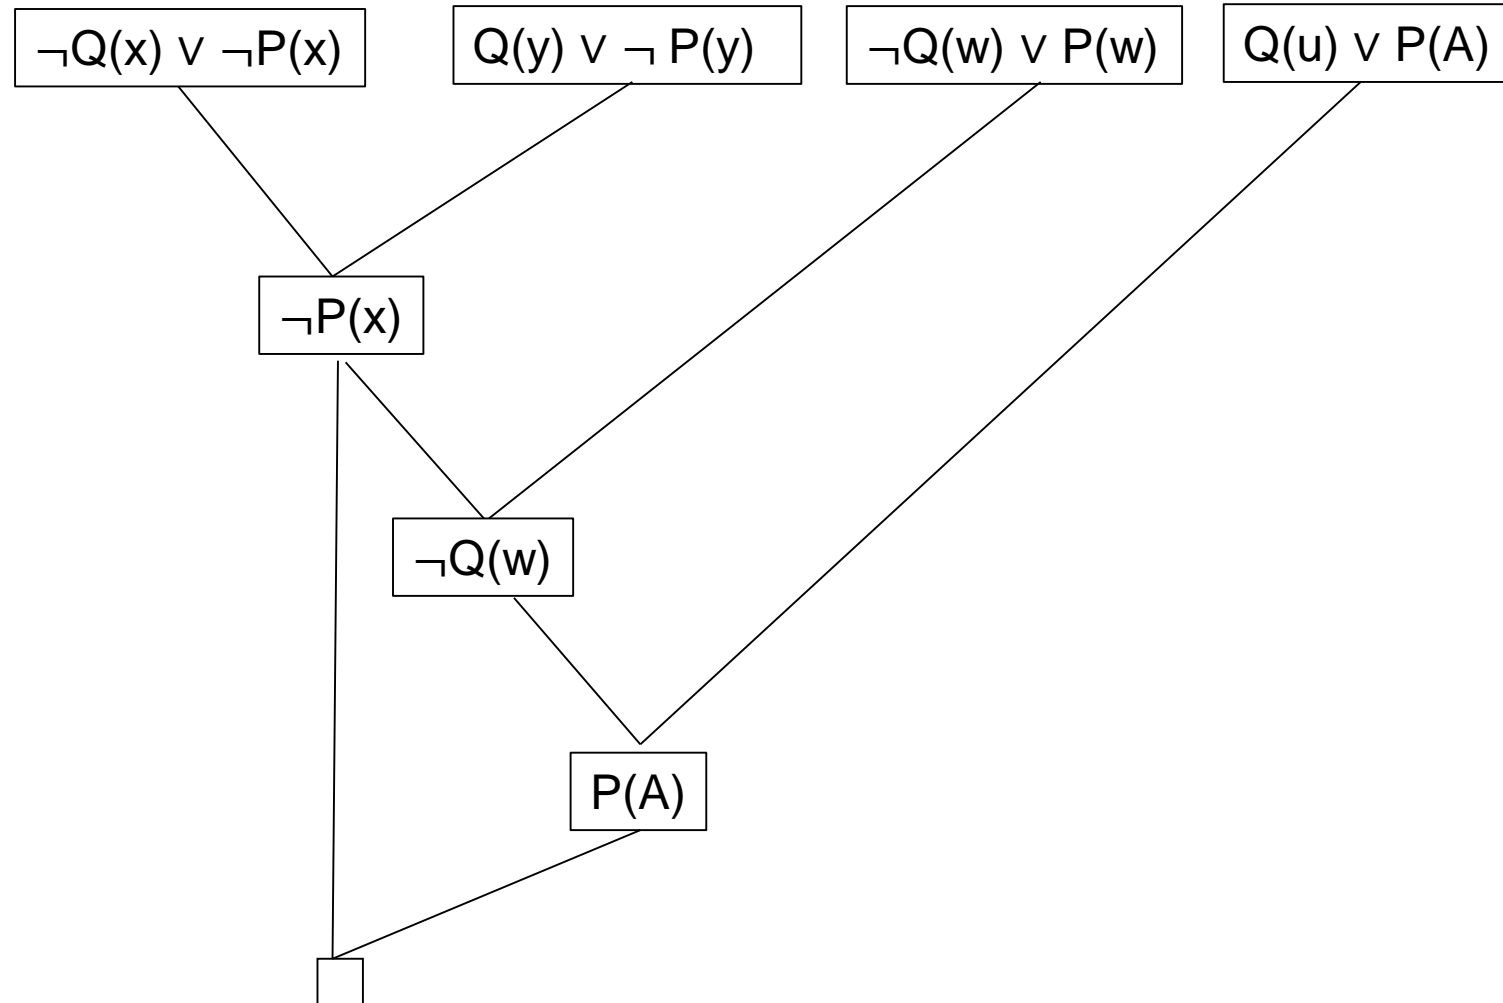 ¬Q(x) ∨ ¬P(x)
Q(y) ∨ ¬ P(y)
¬Q(w) ∨ P(w)
Q(u) ∨ P(A)
¬P(x)
¬Q(w)
P(A)